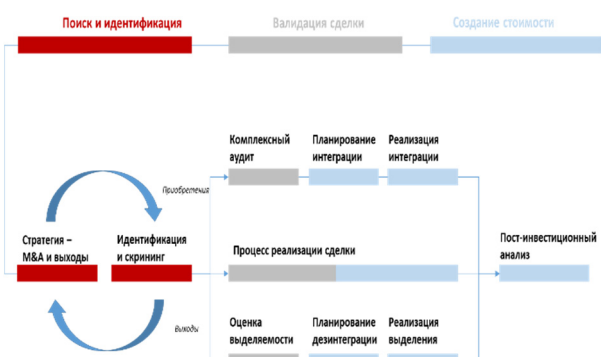 Поиск и идентификация
Валидация сделки
Создание стоимости
Комплексный
аудит
Планирование
интеграции
Реализация
интеграции
Приобретения
Стратегия –
M&A и выходы
Идентификация
и скрининг
Процесс реализации сделки
Пост-инвестиционный
анализ
Выходы
Оценка
выделяемости
Планирование
дезинтеграции
Реализация
выделения